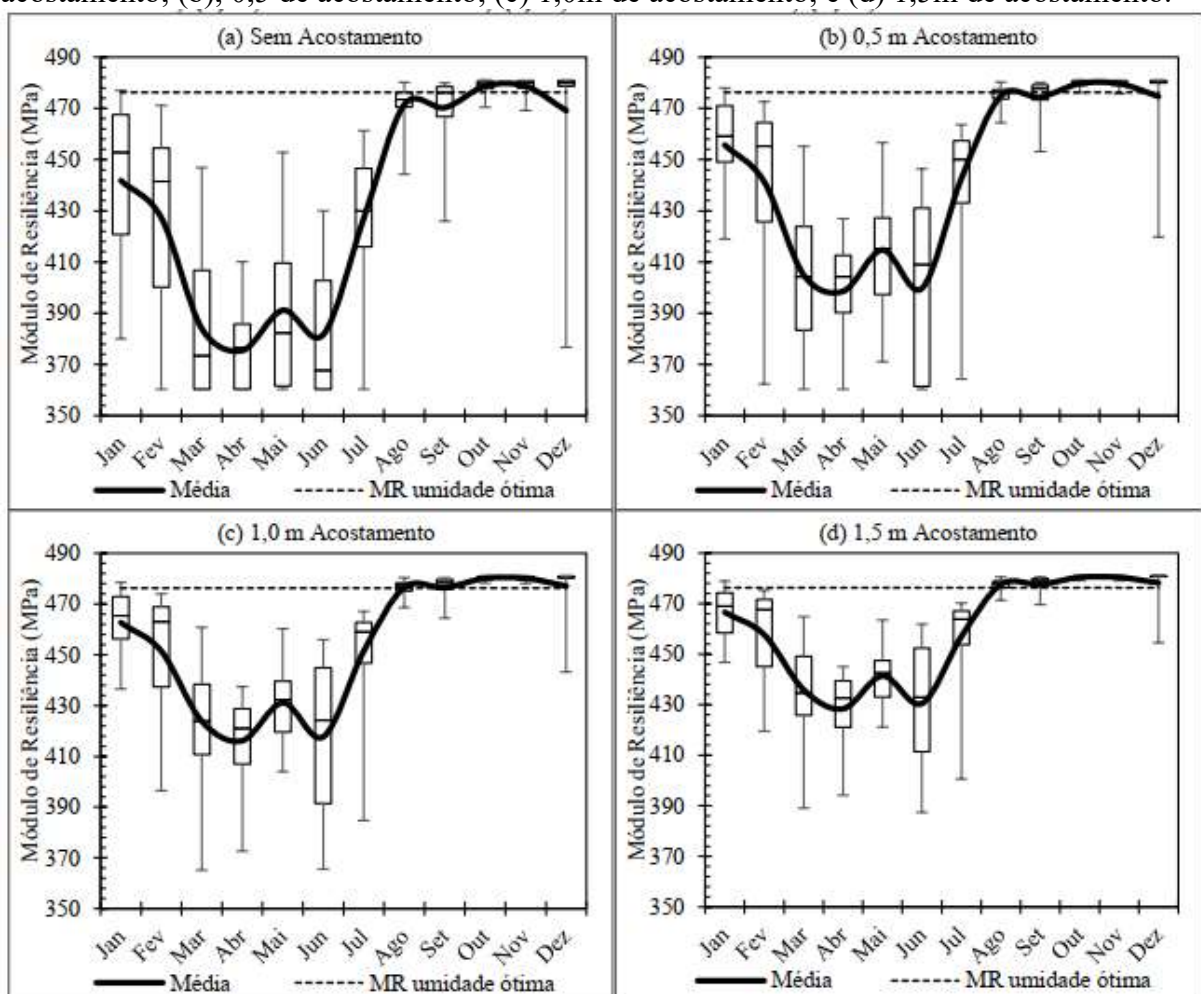 acostamento, (b), 0,5 de acostamento, (c) 1,0m de acostamento, e (d) 1,5m de acostamento.
(a) Sem Acostamento
Módulo de Resiliência (MPa)
490
470
450
430
410
390
370
350
Jan Fev Mar Abr Mai Jun Jul Ago Set Out Nov Dez
Média MR umidade ótima
(b) 0,5 m Acostamento
Módulo de Resiliência (MPa)
490
470
450
430
410
390
370
350
Jan Fev Mar Abr Mai Jun Jul Ago Set Out Nov Dez
Média MR umidade ótima
(c) 1,0 m Acostamento
Módulo de Resiliência (MPa)
490
470
450
430
410
390
370
350
Jan Fev Mar Abr Mai Jun Jul Ago Set Out Nov Dez
Média MR umidade ótima
(d) 1,5 m Acostamento
Módulo de Resiliência (MPa)
490
470
450
430
410
390
370
350
Jan Fev Mar Abr Mai Jun Jul Ago Set Out Nov Dez
Média MR umidade ótima